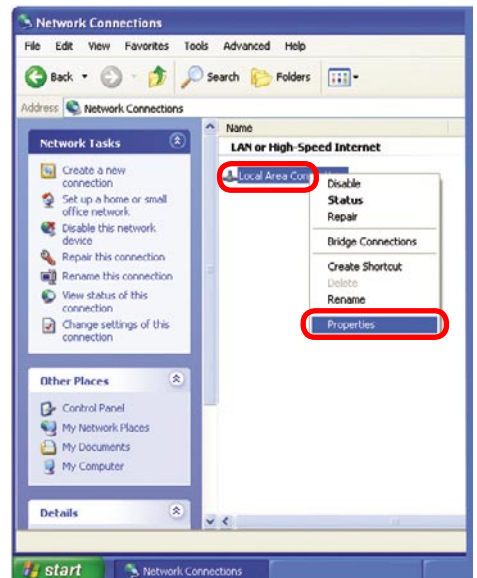 Network Connections
File Edit View Favorites Tools Advanced Help
Back Search Folders
Address Network Connections
Network Tasks
Create a new
connection
Set up a home or small
office network
Disable this network
device
Repair this connection
Rename this connection
View status of this
connection
Change settings of this
connection
Other Places
Control Panel
My Network Places
My Documents
My Computer
Details
Name
LAN or High-Speed Internet
Local Area
Disable
Status
Repair
Bridge Connections
Create Shortcut
Delete
Rename
Properties
start Network Connections